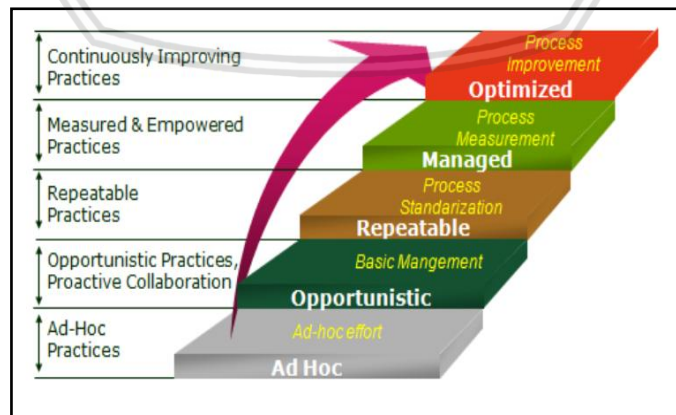 Continuously Improving
Practices
Process
Improvement
Optimized
Measured & Empowered
Practices
Process
Measurement
Managed
Repeatable
Practices
Process
Standarization
Repeatable
Opportunistic Practices,
Proactive Collaboration
Basic Mangement
Opportunistic
Ad-Hoc
Practices
Ad-hoc effort
Ad Hoc